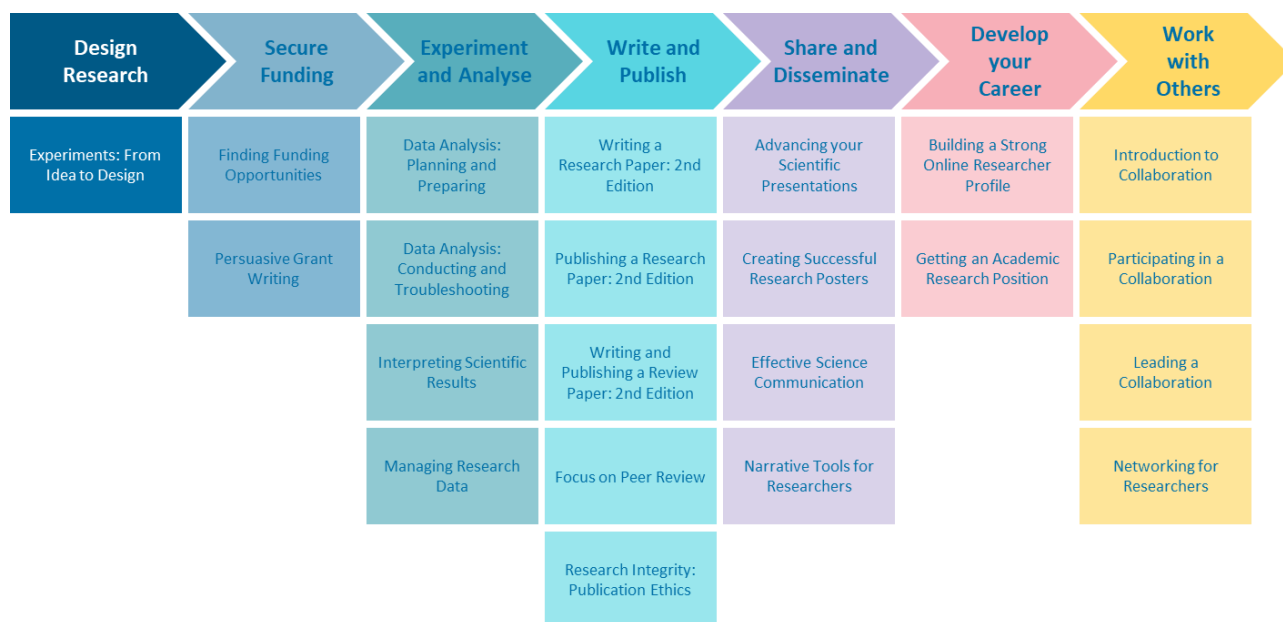 Design
Research
Secure
Funding
Experiment
and Analyse
Write and
Publish
Share and
Disseminate
Develop
your
Career
Work
with
Others
Experiments: From
Idea to Design
Finding Funding
Opportunities
Data Analysis:
Planning and
Preparing
Writing a
Research Paper: 2nd
Edition
Advancing your
Scientific
Presentations
Building a Strong
Online Researcher
Profile
Introduction to
Collaboration
Persuasive Grant
Writing
Data Analysis:
Conducting and
Troubleshooting
Publishing a Research
Paper: 2nd Edition
Creating Successful
Research Posters
Getting an Academic
Research Position
Participating in a
Collaboration
Interpreting Scientific
Results
Writing and
Publishing a Review
Paper: 2nd Edition
Effective Science
Communication
Leading a
Collaboration
Managing Research
Data
Focus on Peer Review
Narrative Tools for
Researchers
Networking for
Researchers
Research Integrity:
Publication Ethics